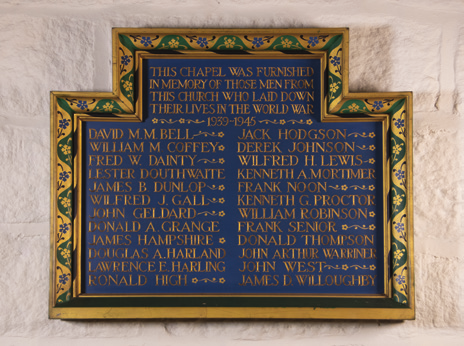 THIS CHAPEL WAS FURNISHED
IN MEMORY OF THOSE MEN FROM
THIS CHURCH WHO LAID DOWN
THEIR LIVES IN THE WORLD WAR
1939-1945
DAVID M.M. BELL
WILLIAM M COFFEY
FRED W DAINTY
LESTER DOUTHWAITE
JAMES B DUNLOP
WILFRED J. GALL
JOHN GELDARD
DONALD A. GRANGE
JAMES HAMPSHIRE
DOUGLAS A. HARLAND
LAWRENCE E. HARLING
RONALD HIGH
JACK HODGSON
DEREK JOHNSON
WILFRED H. LEWIS
KENNETH A. MORTIMER
FRANK NOON
KENNETH G. PROCTOR
WILLIAM ROBINSON
FRANK SENIOR
DONALD THOMPSON
JOHN ARTHUR WARRINER
JOHN WEST
JAMES D. WILLOUGHBY